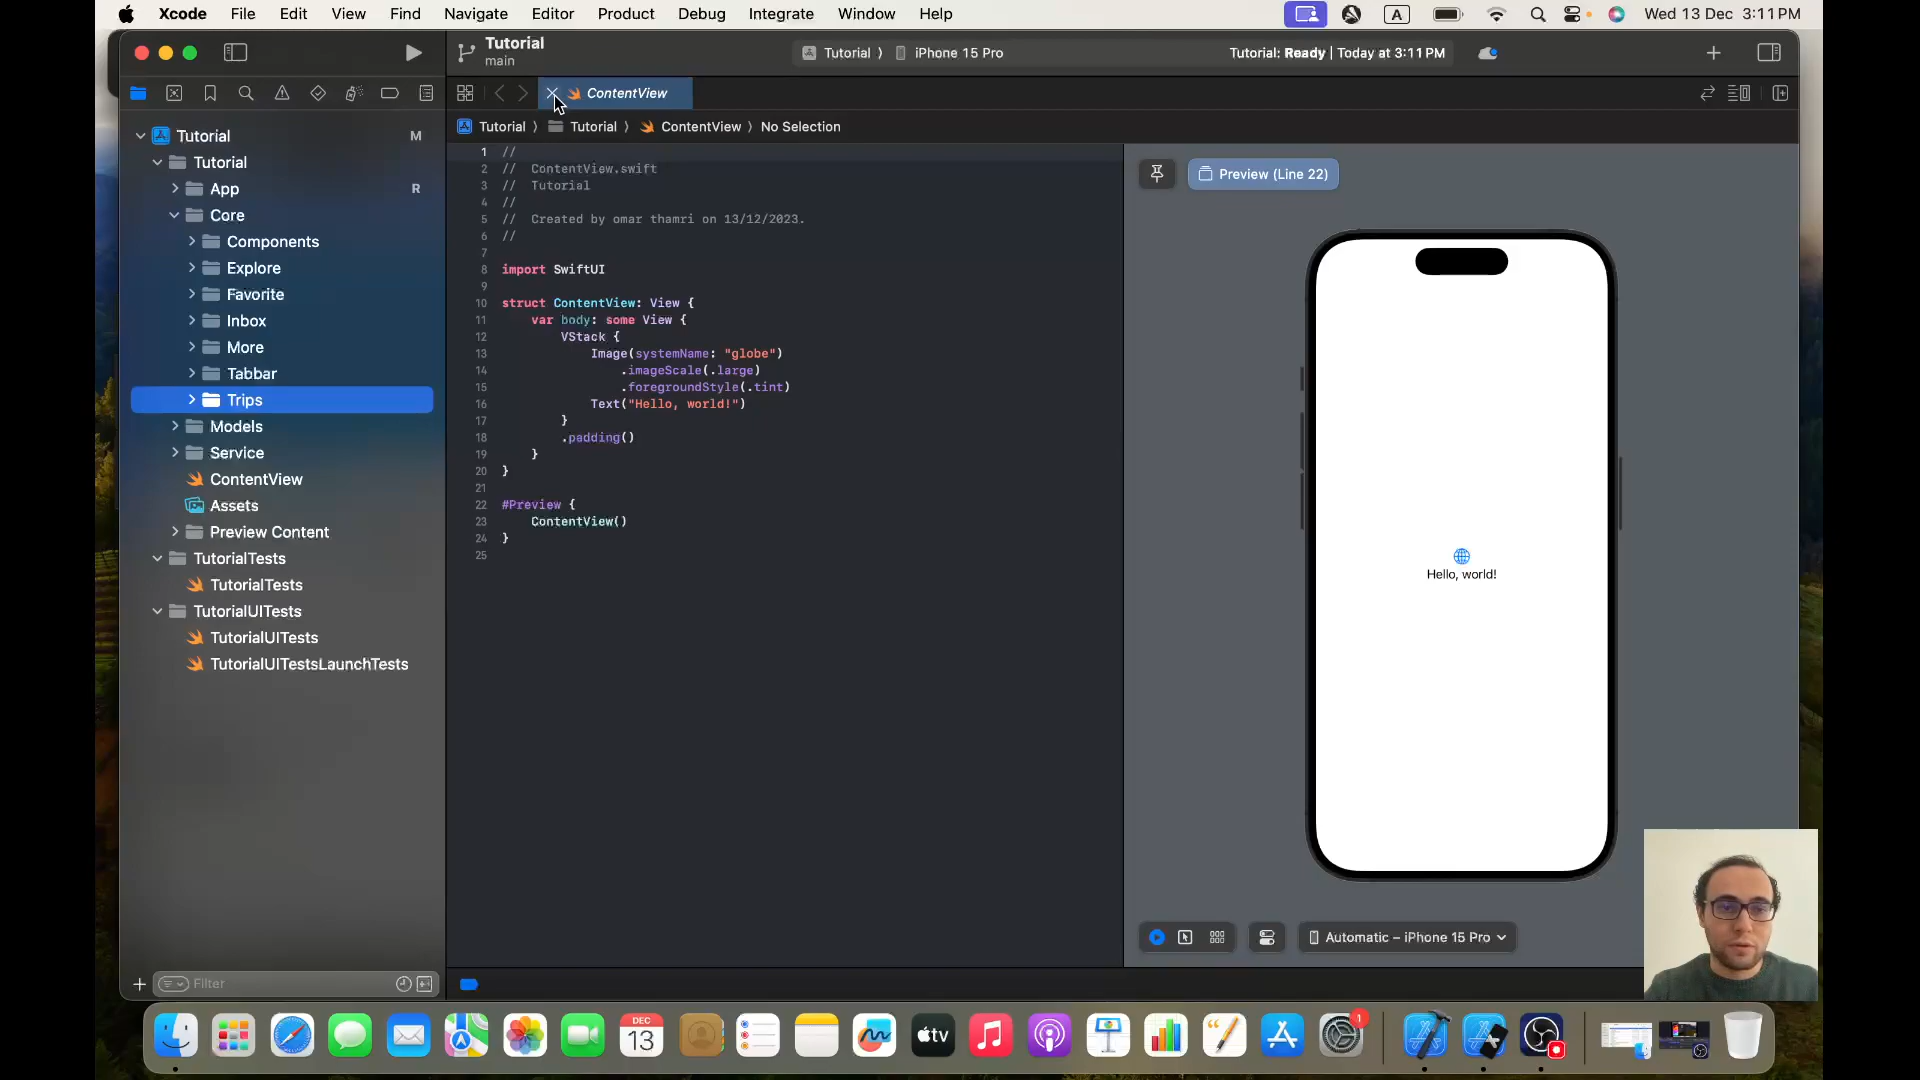 Xcode File Edit View Find Navigate Editor Product Debug Integrate Window Help A Wed 13 Dec 3:11 PM
Tutorial
main
Tutorial iPhone 15 Pro
Tutorial: Ready | Today at 3:11 PM
ContentView
Tutorial Tutorial ContentView No Selection
Tutorial M
Tutorial
App R
Core
Components
Explore
Favorite
Inbox
More
Tabbar
Trips
Models
Service
ContentView
Assets
Preview Content
TutorialTests
TutorialTests
TutorialUITests
TutorialUITests
TutorialUITestsLaunchTests
Filter
1 //
2 // ContentView.swift
3 // Tutorial
4 //
5 // Created by omar thamri on 13/12/2023.
6 //
7
8 import SwiftUI
9
10 struct ContentView: View {
11 var body: some View {
12 VStack {
13 Image(systemName: "globe")
14 .imageScale(.large)
15 .foregroundStyle(.tint)
16 Text("Hello, world!")
17 }
18 .padding()
19 }
20 }
21
22 #Preview {
23 ContentView()
24 }
25
Preview (Line 22)
Hello, world!
Automatic – iPhone 15 Pro
DEC
13
tv
1